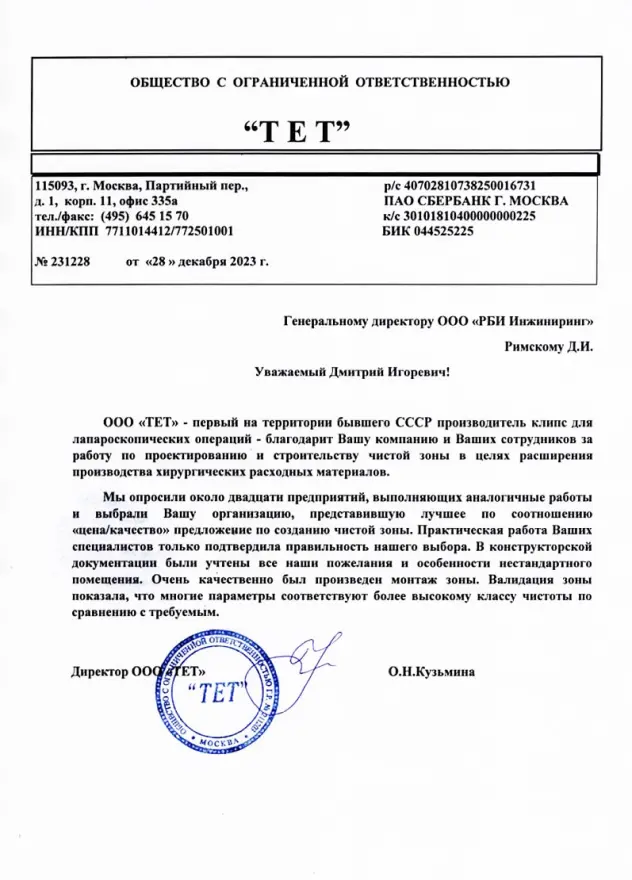 ОБЩЕСТВО С ОГРАНИЧЕННОЙ ОТВЕТСТВЕННОСТЬЮ
“Т Е Т”
115093, г. Москва, Партийный пер.,
д. 1, корп. 11, офис 335а
тел./факс: (495) 645 15 70
ИНН/КПП 7711014412/772501001
р/с 40702810738250016731
ПАО СБЕРБАНК Г. МОСКВА
к/с 30101810400000000225
БИК 044525225
№ 231228 от «28 » декабря 2023 г.
Генеральному директору ООО «РБИ Инжиниринг»
Римскому Д.И.
Уважаемый Дмитрий Игоревич!
ООО «ТЕТ» - первый на территории бывшего СССР производитель клипс для
лапароскопических операций - благодарит Вашу компанию и Ваших сотрудников за
работу по проектированию и строительству чистой зоны в целях расширения
производства хирургических расходных материалов.
Мы опросили около двадцати предприятий, выполняющих аналогичные работы
и выбрали Вашу организацию, представившую лучшее по соотношению
«цена/качество» предложение по созданию чистой зоны. Практическая работа Ваших
специалистов только подтвердила правильность нашего выбора. В конструкторской
документации были учтены все наши пожелания и особенности нестандартного
помещения. Очень качественно был произведен монтаж зоны. Валидация зоны
показала, что многие параметры соответствуют более высокому классу чистоты по
сравнению с требуемым.
Директор ООО «ТЕТ»
О.Н.Кузьмина
ОБЩЕСТВО С ОГРАНИЧЕННОЙ ОТВЕТСТВЕННОСТЬЮ
“ТЕТ”
* МОСКВА *